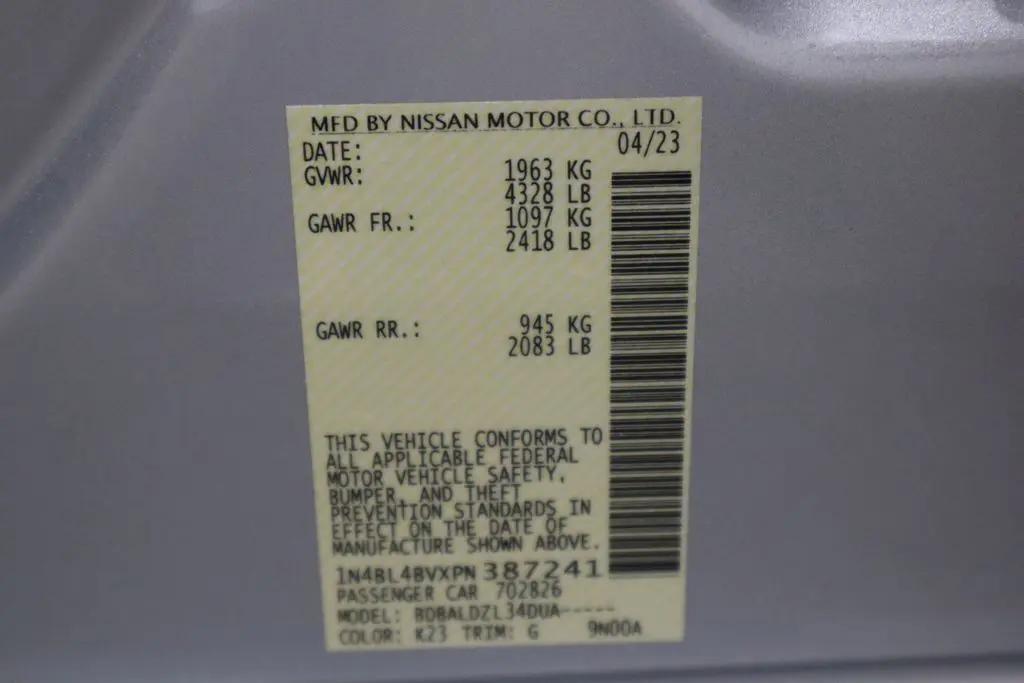 MFD BY NISSAN MOTOR CO., LTD.
DATE: 04/23
GVWR: 1963 KG
4328 LB
GAWR FR.: 1097 KG
2418 LB
GAWR RR.: 945 KG
2083 LB
THIS VEHICLE CONFORMS TO
ALL APPLICABLE FEDERAL
MOTOR VEHICLE SAFETY,
BUMPER, AND THEFT
PREVENTION STANDARDS IN
EFFECT ON THE DATE OF
MANUFACTURE SHOWN ABOVE.
1N4BL4BVXPN387241
PASSENGER CAR 702826
MODEL: BDBALDZL34DUA-----
COLOR: K23 TRIM: G 9N00A